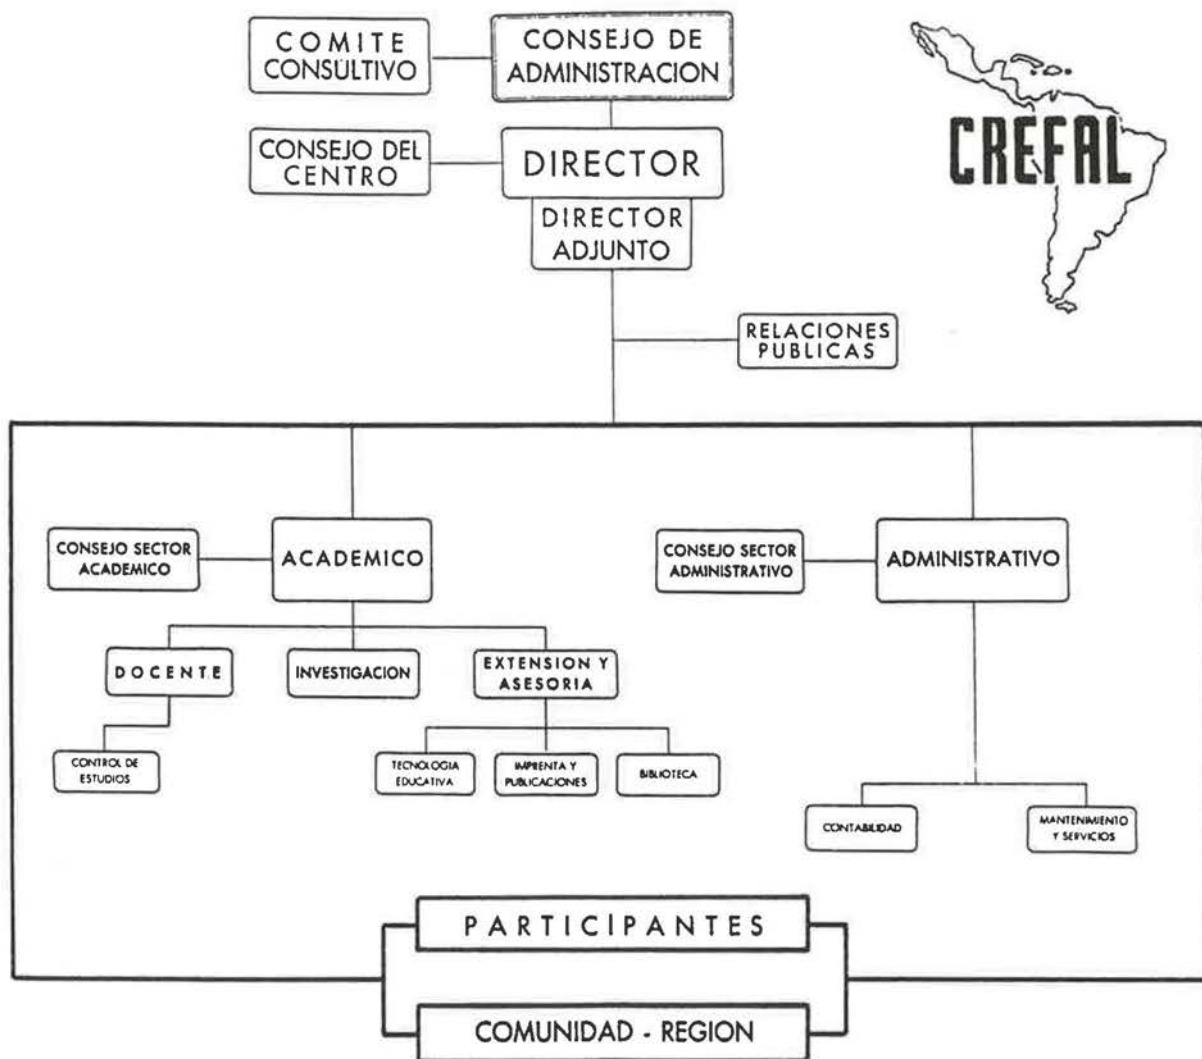 COMITE
CONSULTIVO
CONSEJO DE
ADMINISTRACION
CONSEJO DEL
CENTRO
DIRECTOR
DIRECTOR
ADJUNTO
CREFAL
RELACIONES
PUBLICAS
CONSEJO SECTOR
ACADEMICO
ACADEMICO
CONSEJO SECTOR
ADMINISTRATIVO
ADMINISTRATIVO
DOCENTE
INVESTIGACION
EXTENSION Y
ASESORIA
CONTROL DE
ESTUDIOS
TECNOLOGIA
EDUCATIVA
IMPRENTA Y
PUBLICACIONES
BIBLIOTECA
CONTABILIDAD
MANTENIMIENTO
Y SERVICIOS
PARTICIPANTES
COMUNIDAD - REGION